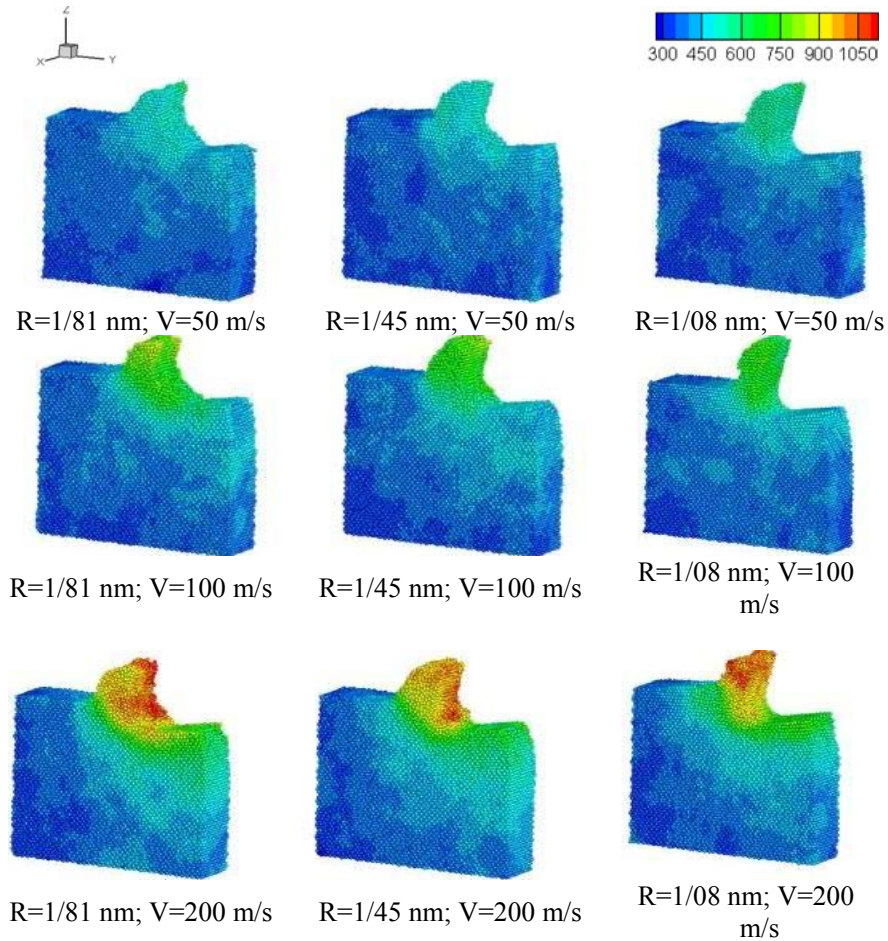 Z
X Y
300 450 600 750 900 1050
R=1/81 nm; V=50 m/s
R=1/45 nm; V=50 m/s
R=1/08 nm; V=50 m/s
R=1/81 nm; V=100 m/s
R=1/45 nm; V=100 m/s
R=1/08 nm; V=100
m/s
R=1/81 nm; V=200 m/s
R=1/45 nm; V=200 m/s
R=1/08 nm; V=200
m/s